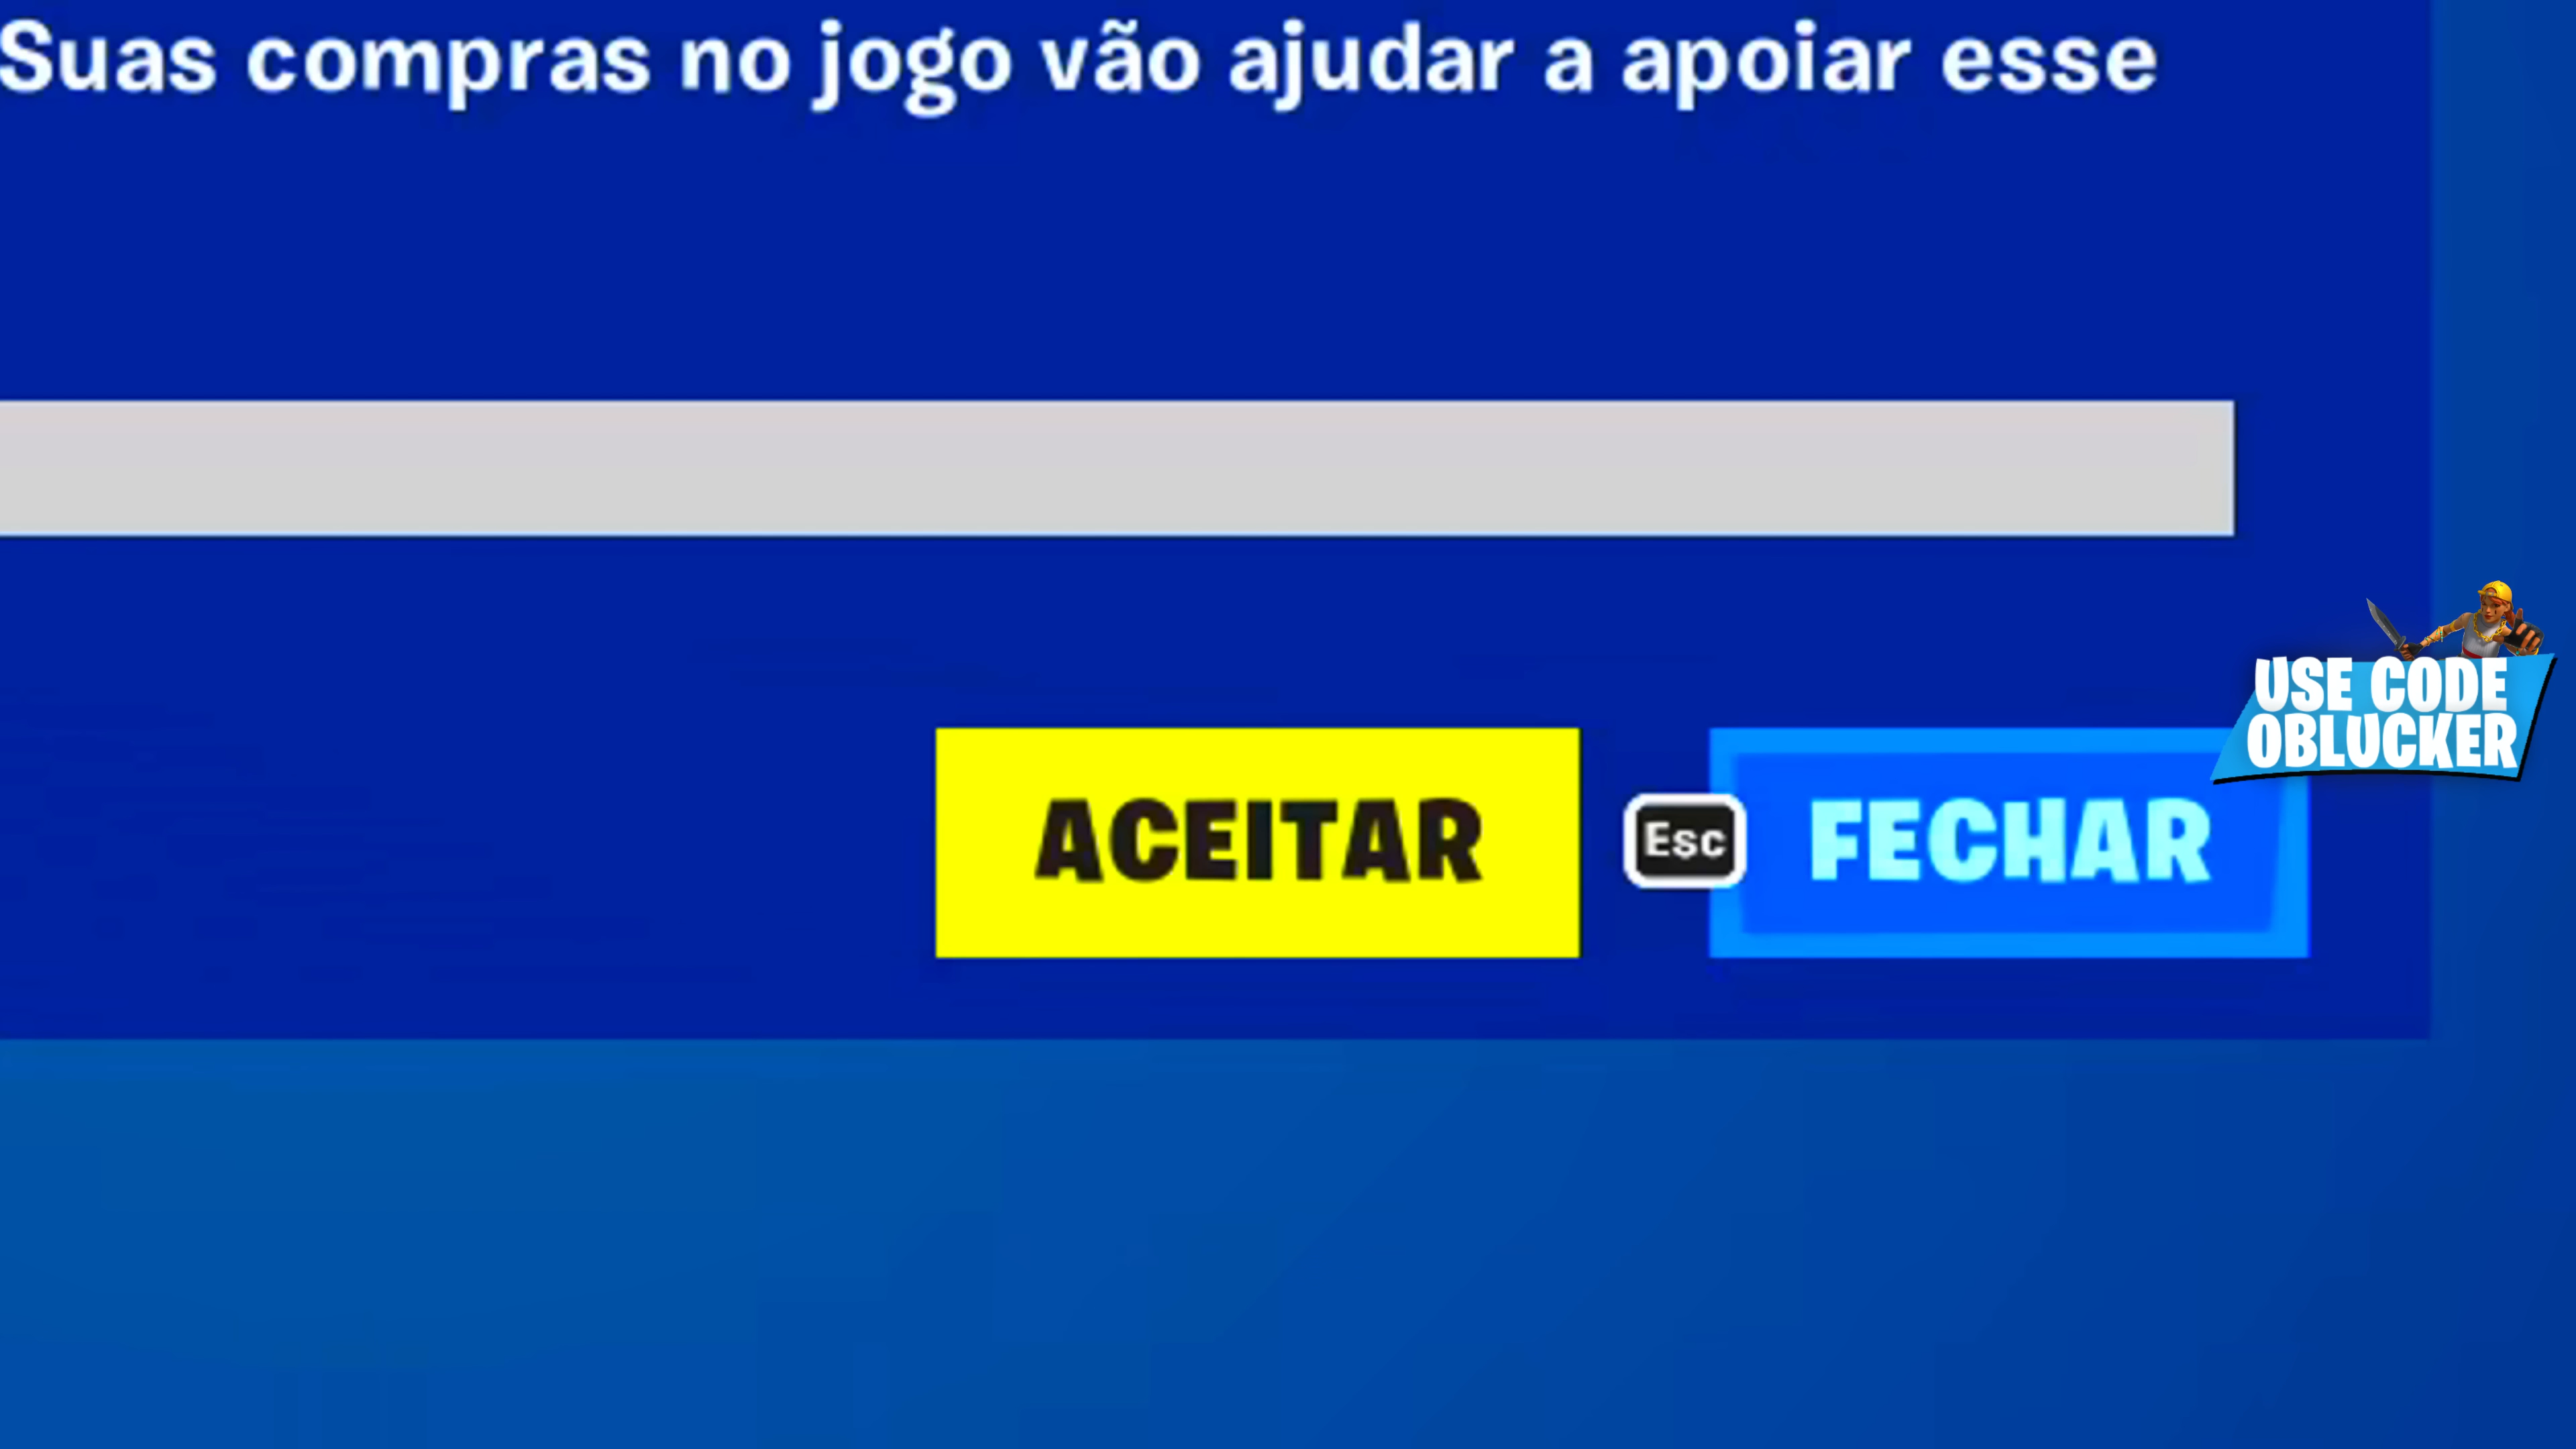 Suas compras no jogo vão ajudar a apoiar esse
USE CODE
OBLUCKER
ACEITAR
Esc
FECHAR